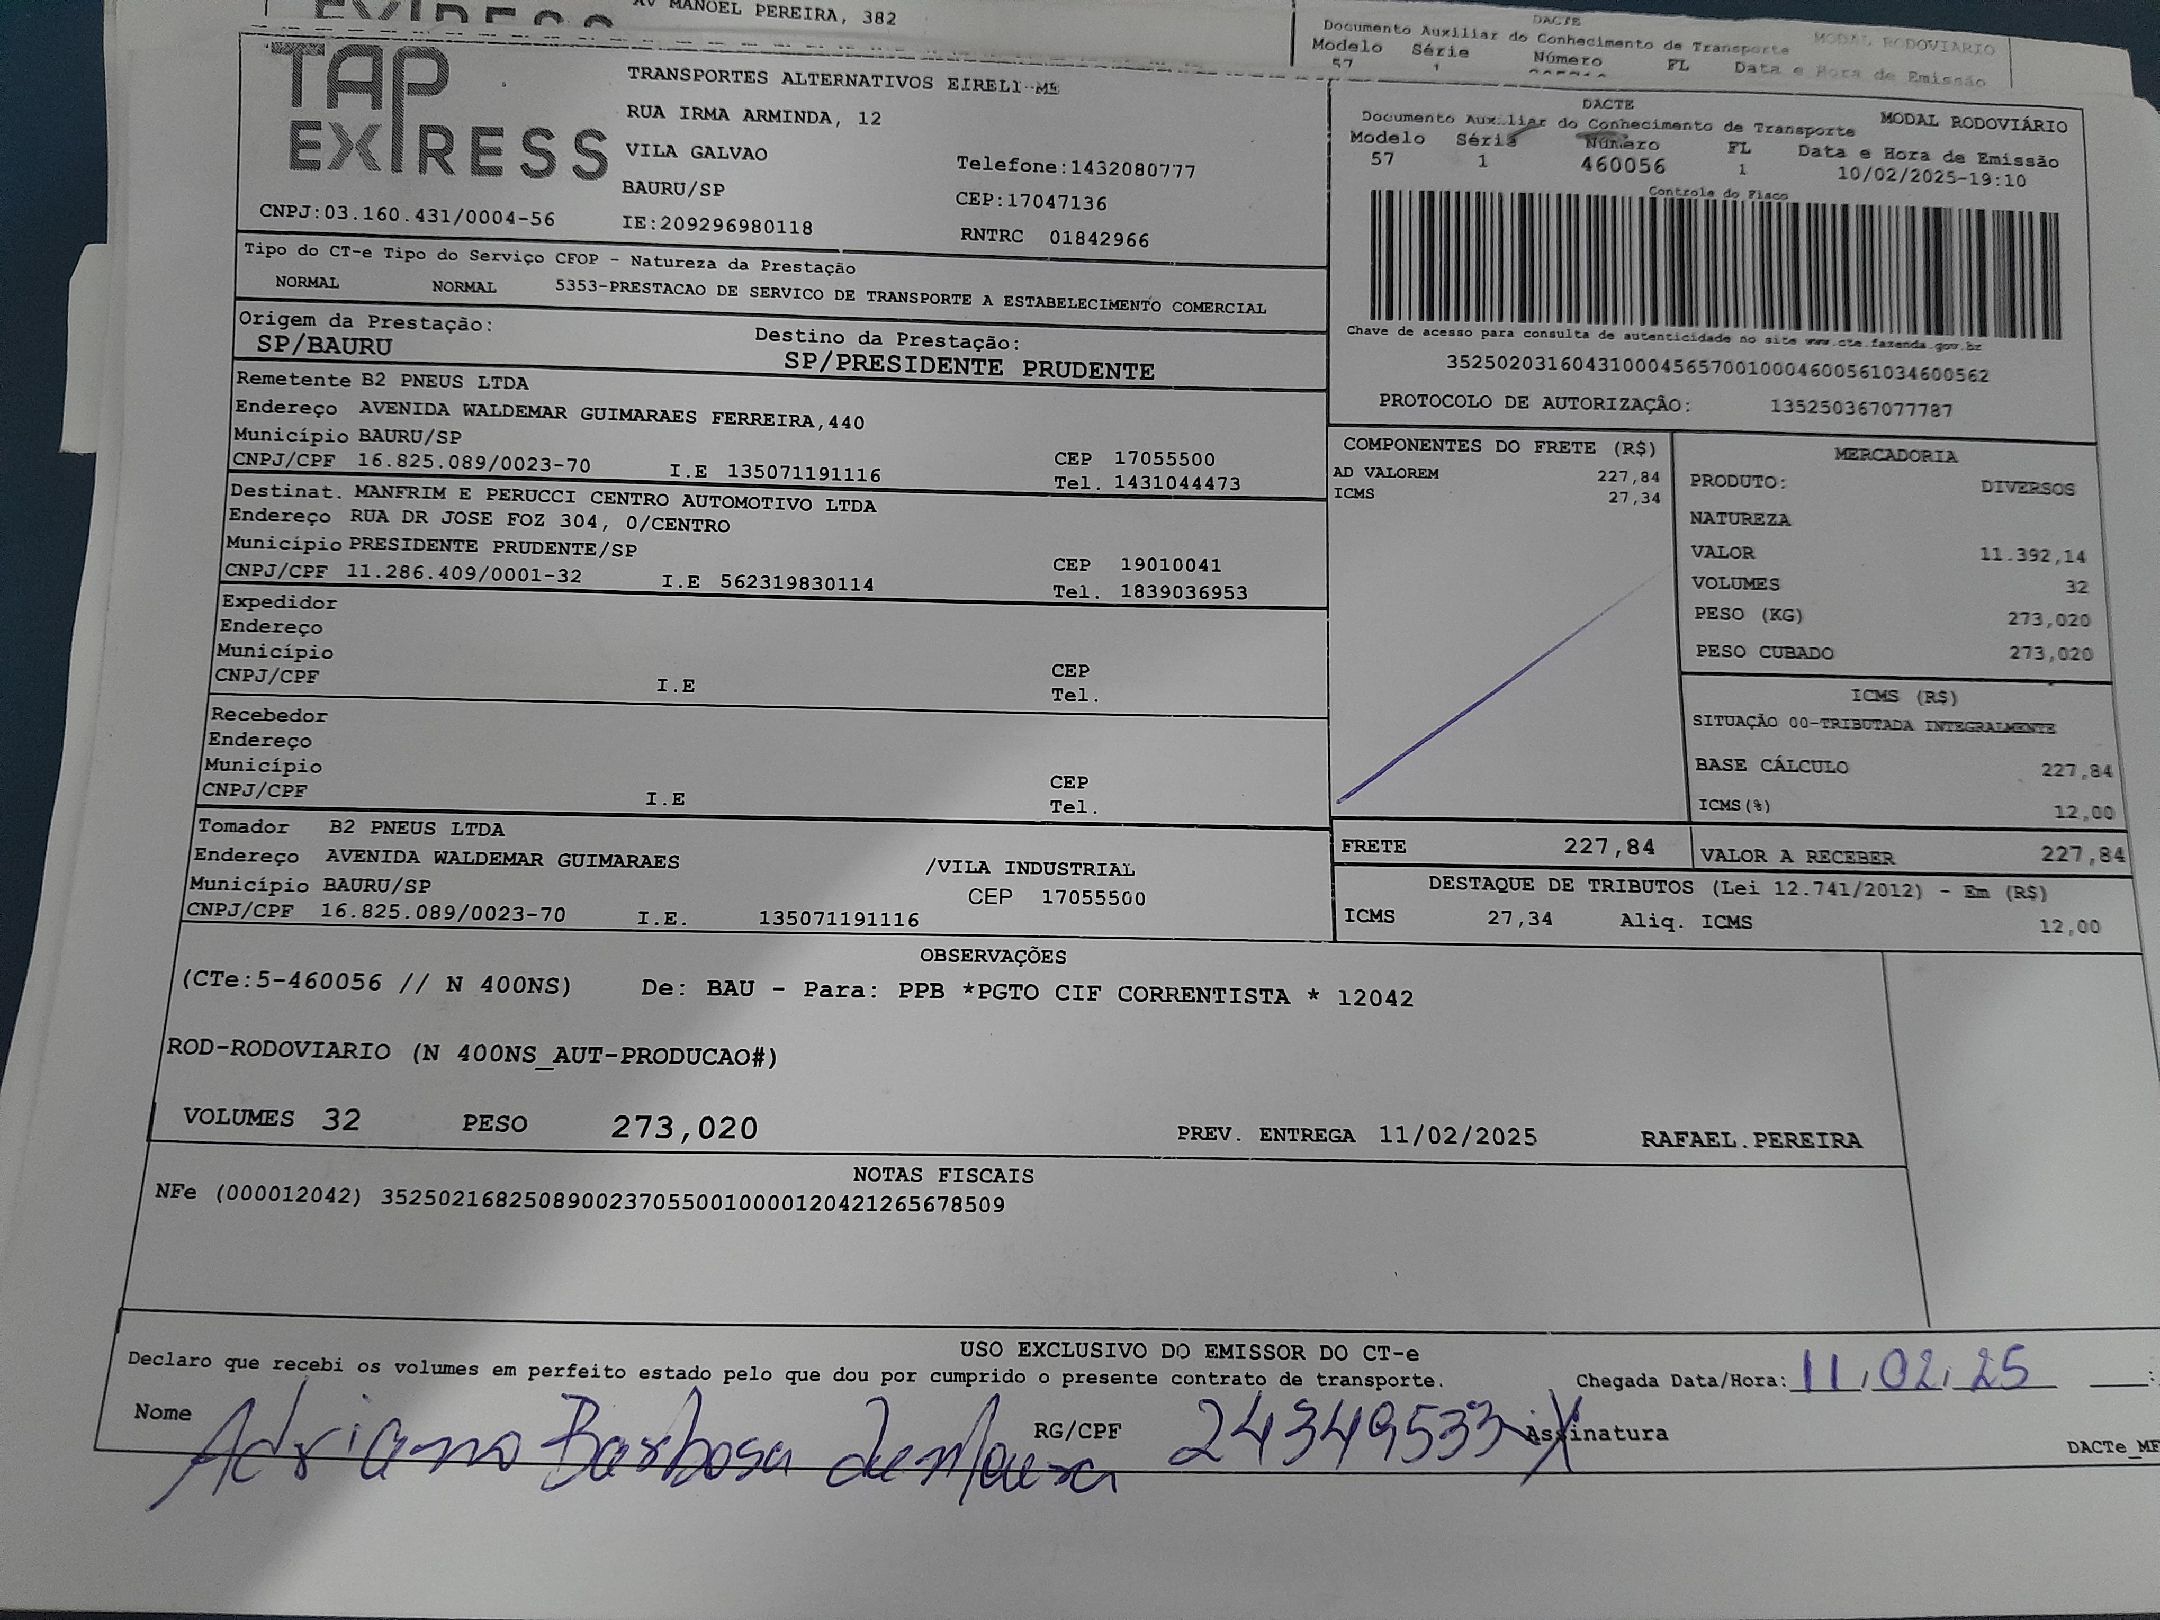 AV MANOEL PEREIRA, 382
DACTE
Documento Auxiliar do Conhecimento de Transporte
MODAL RODOVIÁRIO
Modelo Série Número FL Data e Hora de Emissão
57 1
TAP EXPRESS
TRANSPORTES ALTERNATIVOS EIRELI-ME
RUA IRMA ARMINDA, 12
VILA GALVAO
Telefone:1432080777
BAURU/SP
CEP:17047136
CNPJ:03.160.431/0004-56
IE:209296980118
RNTRC 01842966
DACTE
Documento Auxiliar do Conhecimento de Transporte
MODAL RODOVIÁRIO
Modelo Série Número FL Data e Hora de Emissão
57 1 460056 1 10/02/2025-19:10
Controle do Fisco
Chave de acesso para consulta de autenticidade no site www.cte.fazenda.gov.br
35250203160431000456570010004600561034600562
PROTOCOLO DE AUTORIZAÇÃO: 135250367077787
Tipo do CT-e Tipo do Serviço CFOP - Natureza da Prestação
NORMAL NORMAL 5353-PRESTACAO DE SERVICO DE TRANSPORTE A ESTABELECIMENTO COMERCIAL
Origem da Prestação: Destino da Prestação:
SP/BAURU SP/PRESIDENTE PRUDENTE
Remetente B2 PNEUS LTDA
Endereço AVENIDA WALDEMAR GUIMARAES FERREIRA,440
Município BAURU/SP CEP 17055500
CNPJ/CPF 16.825.089/0023-70 I.E 135071191116 Tel. 1431044473
Destinat. MANFRIM E PERUCCI CENTRO AUTOMOTIVO LTDA
Endereço RUA DR JOSE FOZ 304, 0/CENTRO
Município PRESIDENTE PRUDENTE/SP CEP 19010041
CNPJ/CPF 11.286.409/0001-32 I.E 562319830114 Tel. 1839036953
Expedidor
Endereço
Município CEP
CNPJ/CPF I.E Tel.
Recebedor
Endereço
Município CEP
CNPJ/CPF I.E Tel.
Tomador B2 PNEUS LTDA
Endereço AVENIDA WALDEMAR GUIMARAES /VILA INDUSTRIAL
Município BAURU/SP CEP 17055500
CNPJ/CPF 16.825.089/0023-70 I.E. 135071191116
COMPONENTES DO FRETE (R$)
AD VALOREM 227,84
ICMS 27,34
MERCADORIA
PRODUTO: DIVERSOS
NATUREZA
VALOR 11.392,14
VOLUMES 32
PESO (KG) 273,020
PESO CUBADO 273,020
ICMS (R$)
SITUAÇÃO 00-TRIBUTADA INTEGRALMENTE
BASE CÁLCULO 227,84
ICMS(%) 12,00
FRETE 227,84 VALOR A RECEBER 227,84
DESTAQUE DE TRIBUTOS (Lei 12.741/2012) - Em (R$)
ICMS 27,34 Aliq. ICMS 12,00
OBSERVAÇÕES
(CTe:5-460056 // N 400NS) De: BAU - Para: PPB *PGTO CIF CORRENTISTA * 12042
ROD-RODOVIARIO (N 400NS_AUT-PRODUCAO#)
VOLUMES 32 PESO 273,020 PREV. ENTREGA 11/02/2025 RAFAEL.PEREIRA
NOTAS FISCAIS
NFe (000012042) 35250216825089002370550010000120421265678509
USO EXCLUSIVO DO EMISSOR DO CT-e
Declaro que recebi os volumes em perfeito estado pelo que dou por cumprido o presente contrato de transporte.
Chegada Data/Hora: 11/02/25 :
Nome Adriano Barbosa de Moura RG/CPF 24349533-X Assinatura
DACTe_MF